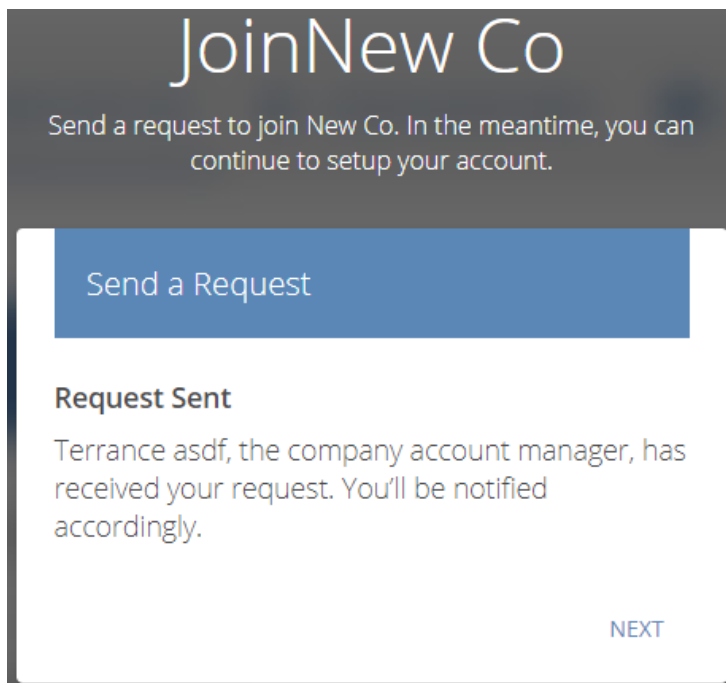 JoinNew Co
Send a request to join New Co. In the meantime, you can
continue to setup your account.
Send a Request
Request Sent
Terrance asdf, the company account manager, has
received your request. You'll be notified
accordingly.
NEXT